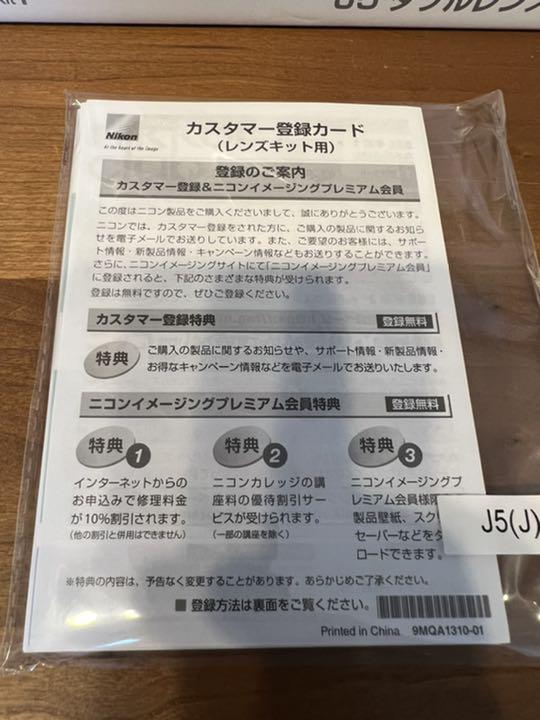 J5 ダブルレンズ
Nikon
At the heart of the image
カスタマー登録カード
(レンズキット用)
登録のご案内
カスタマー登録&ニコンイメージングプレミアム会員
この度はニコン製品をご購入くださいまして、誠にありがとうございます。
ニコンでは、カスタマー登録をされた方に、ご購入の製品に関するお知ら
せを電子メールでお送りしています。また、ご要望のお客様には、サポー
ト情報・新製品情報・キャンペーン情報などもお送りすることができます。
さらに、ニコンイメージングサイトにて「ニコンイメージングプレミアム会員」
に登録されると、下記のさまざまな特典が受けられます。
登録は無料ですので、ぜひご登録ください。
カスタマー登録特典 登録無料
特典
ご購入の製品に関するお知らせや、サポート情報・新製品情報・
お得なキャンペーン情報などを電子メールでお送りいたします。
ニコンイメージングプレミアム会員特典 登録無料
特典 1
インターネットからの
お申込みで修理料金
が10%割引されます。
(他の割引と併用はできません)
特典 2
ニコンカレッジの講
座料の優待割引サー
ビスが受けられます。
(一部の講座を除く)
特典 3
ニコンイメージングプ
レミアム会員様限
製品壁紙、スク
セーバーなどをダ
ロードできます。
J5(J)
※特典の内容は、予告なく変更することがあります。あらかじめご了承ください。
■ 登録方法は裏面をご覧ください。
Printed in China 9MQA1310-01